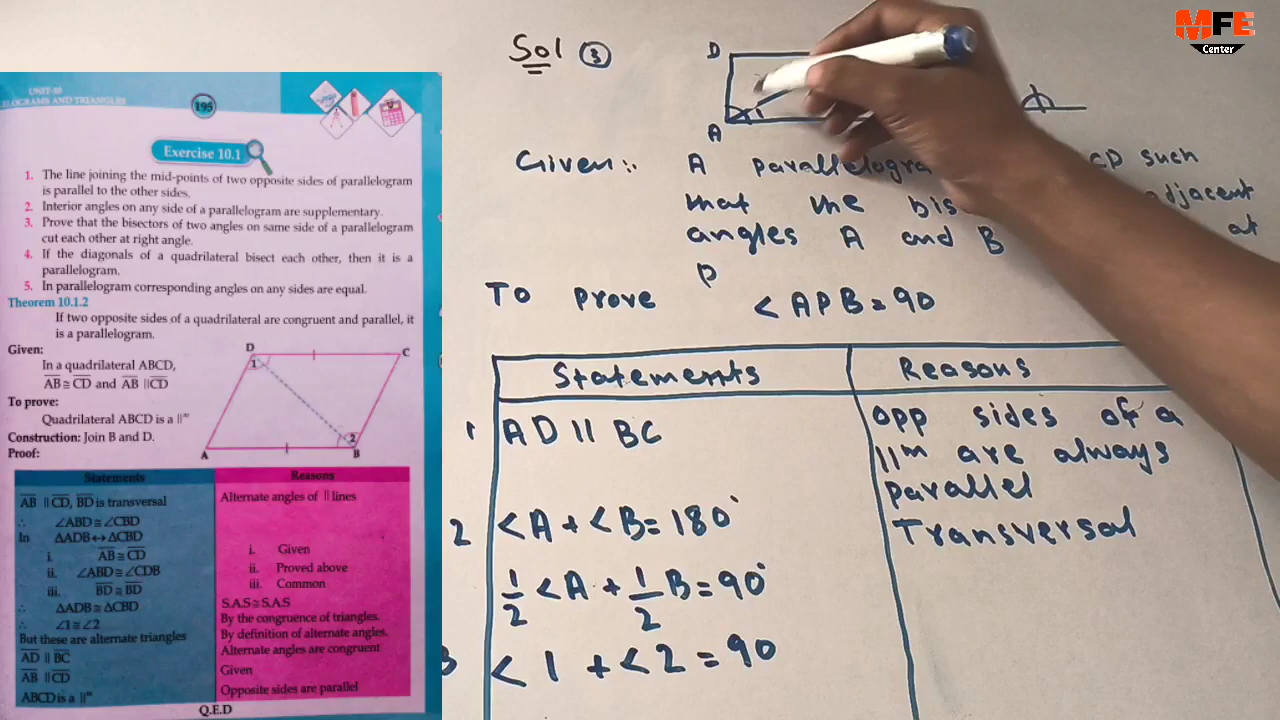 MFE
Center
UNIT-10
195
Exercise 10.1
1. The line joining the mid-points of two opposite sides of parallelogram
is parallel to the other sides.
2. Interior angles on any side of a parallelogram are supplementary.
3. Prove that the bisectors of two angles on same side of a parallelogram
cut each other at right angle.
4. If the diagonals of a quadrilateral bisect each other, then it is a
parallelogram.
5. In parallelogram corresponding angles on any sides are equal.
Theorem 10.1.2
If two opposite sides of a quadrilateral are congruent and parallel, it
is a parallelogram.
Given:
In a quadrilateral ABCD,
AB ≅ CD and AB ||CD
To prove:
Quadrilateral ABCD is a ||ᵐ
Construction: Join B and D.
Proof:
D
C
1
2
A
B
Statements
Reasons
AB || CD, BD is transversal
Alternate angles of || lines
∴ ∠ABD ≅ ∠CBD
In ΔADB ↔ ΔCBD
i. AB ≅ CD
i. Given
ii. ∠ABD ≅ ∠CDB
ii. Proved above
iii. BD ≅ BD
iii. Common
∴ ΔADB ≅ ΔCBD
S.A.S ≅ S.A.S
∴ ∠1 ≅ ∠2
By the congruence of triangles.
But these are alternate triangles
By definition of alternate angles.
AD || BC
Alternate angles are congruent
AB || CD
Given
ABCD is a ||ᵐ
Opposite sides are parallel
Q.E.D
Sol 3
D
A
1
Given:- A such
that the adjacent
angles A and B at
P
To prove <APB=90
Statements Reasons
1 AD || BC
opp sides of a
||m are always
parallel
2 <A + <B = 180°
Transversal
1/2 <A + 1/2 B = 90°
3 <1 + <2 = 90